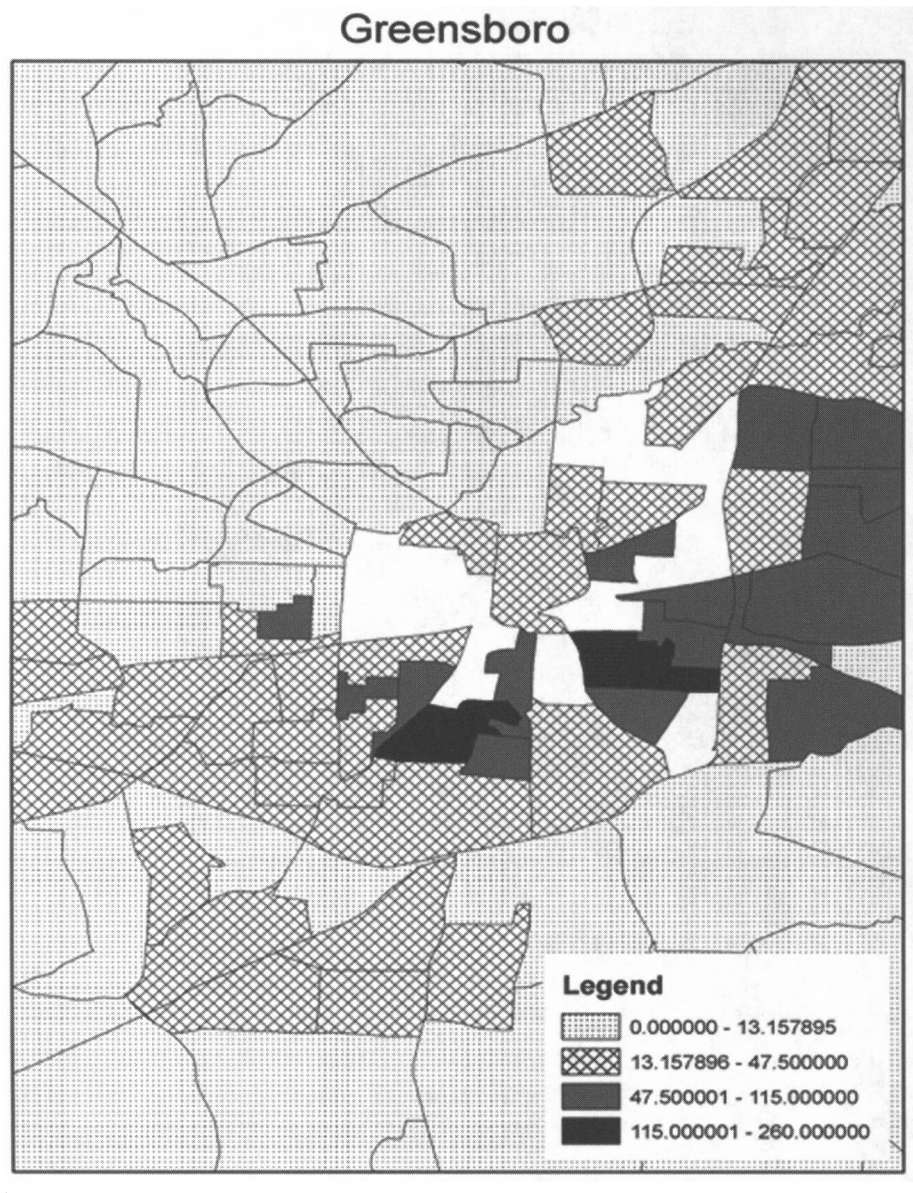 Greensboro
Legend
0.000000 - 13.157895
13.157896 - 47.500000
47.500001 - 115.000000
115.000001 - 260.000000